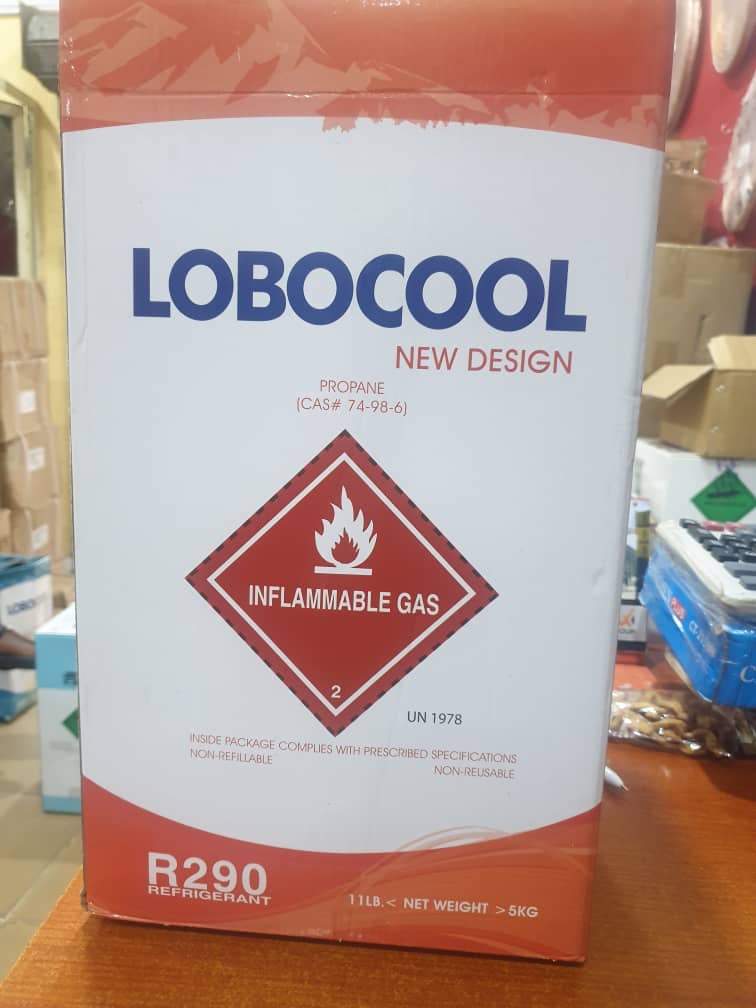 LOBOCOOL
NEW DESIGN
PROPANE
(CAS# 74-98-6)
INFLAMMABLE GAS
2
UN 1978
INSIDE PACKAGE COMPLIES WITH PRESCRIBED SPECIFICATIONS
NON-REFILLABLE
NON-REUSABLE
R290
REFRIGERANT
11LB.< NET WEIGHT >5KG